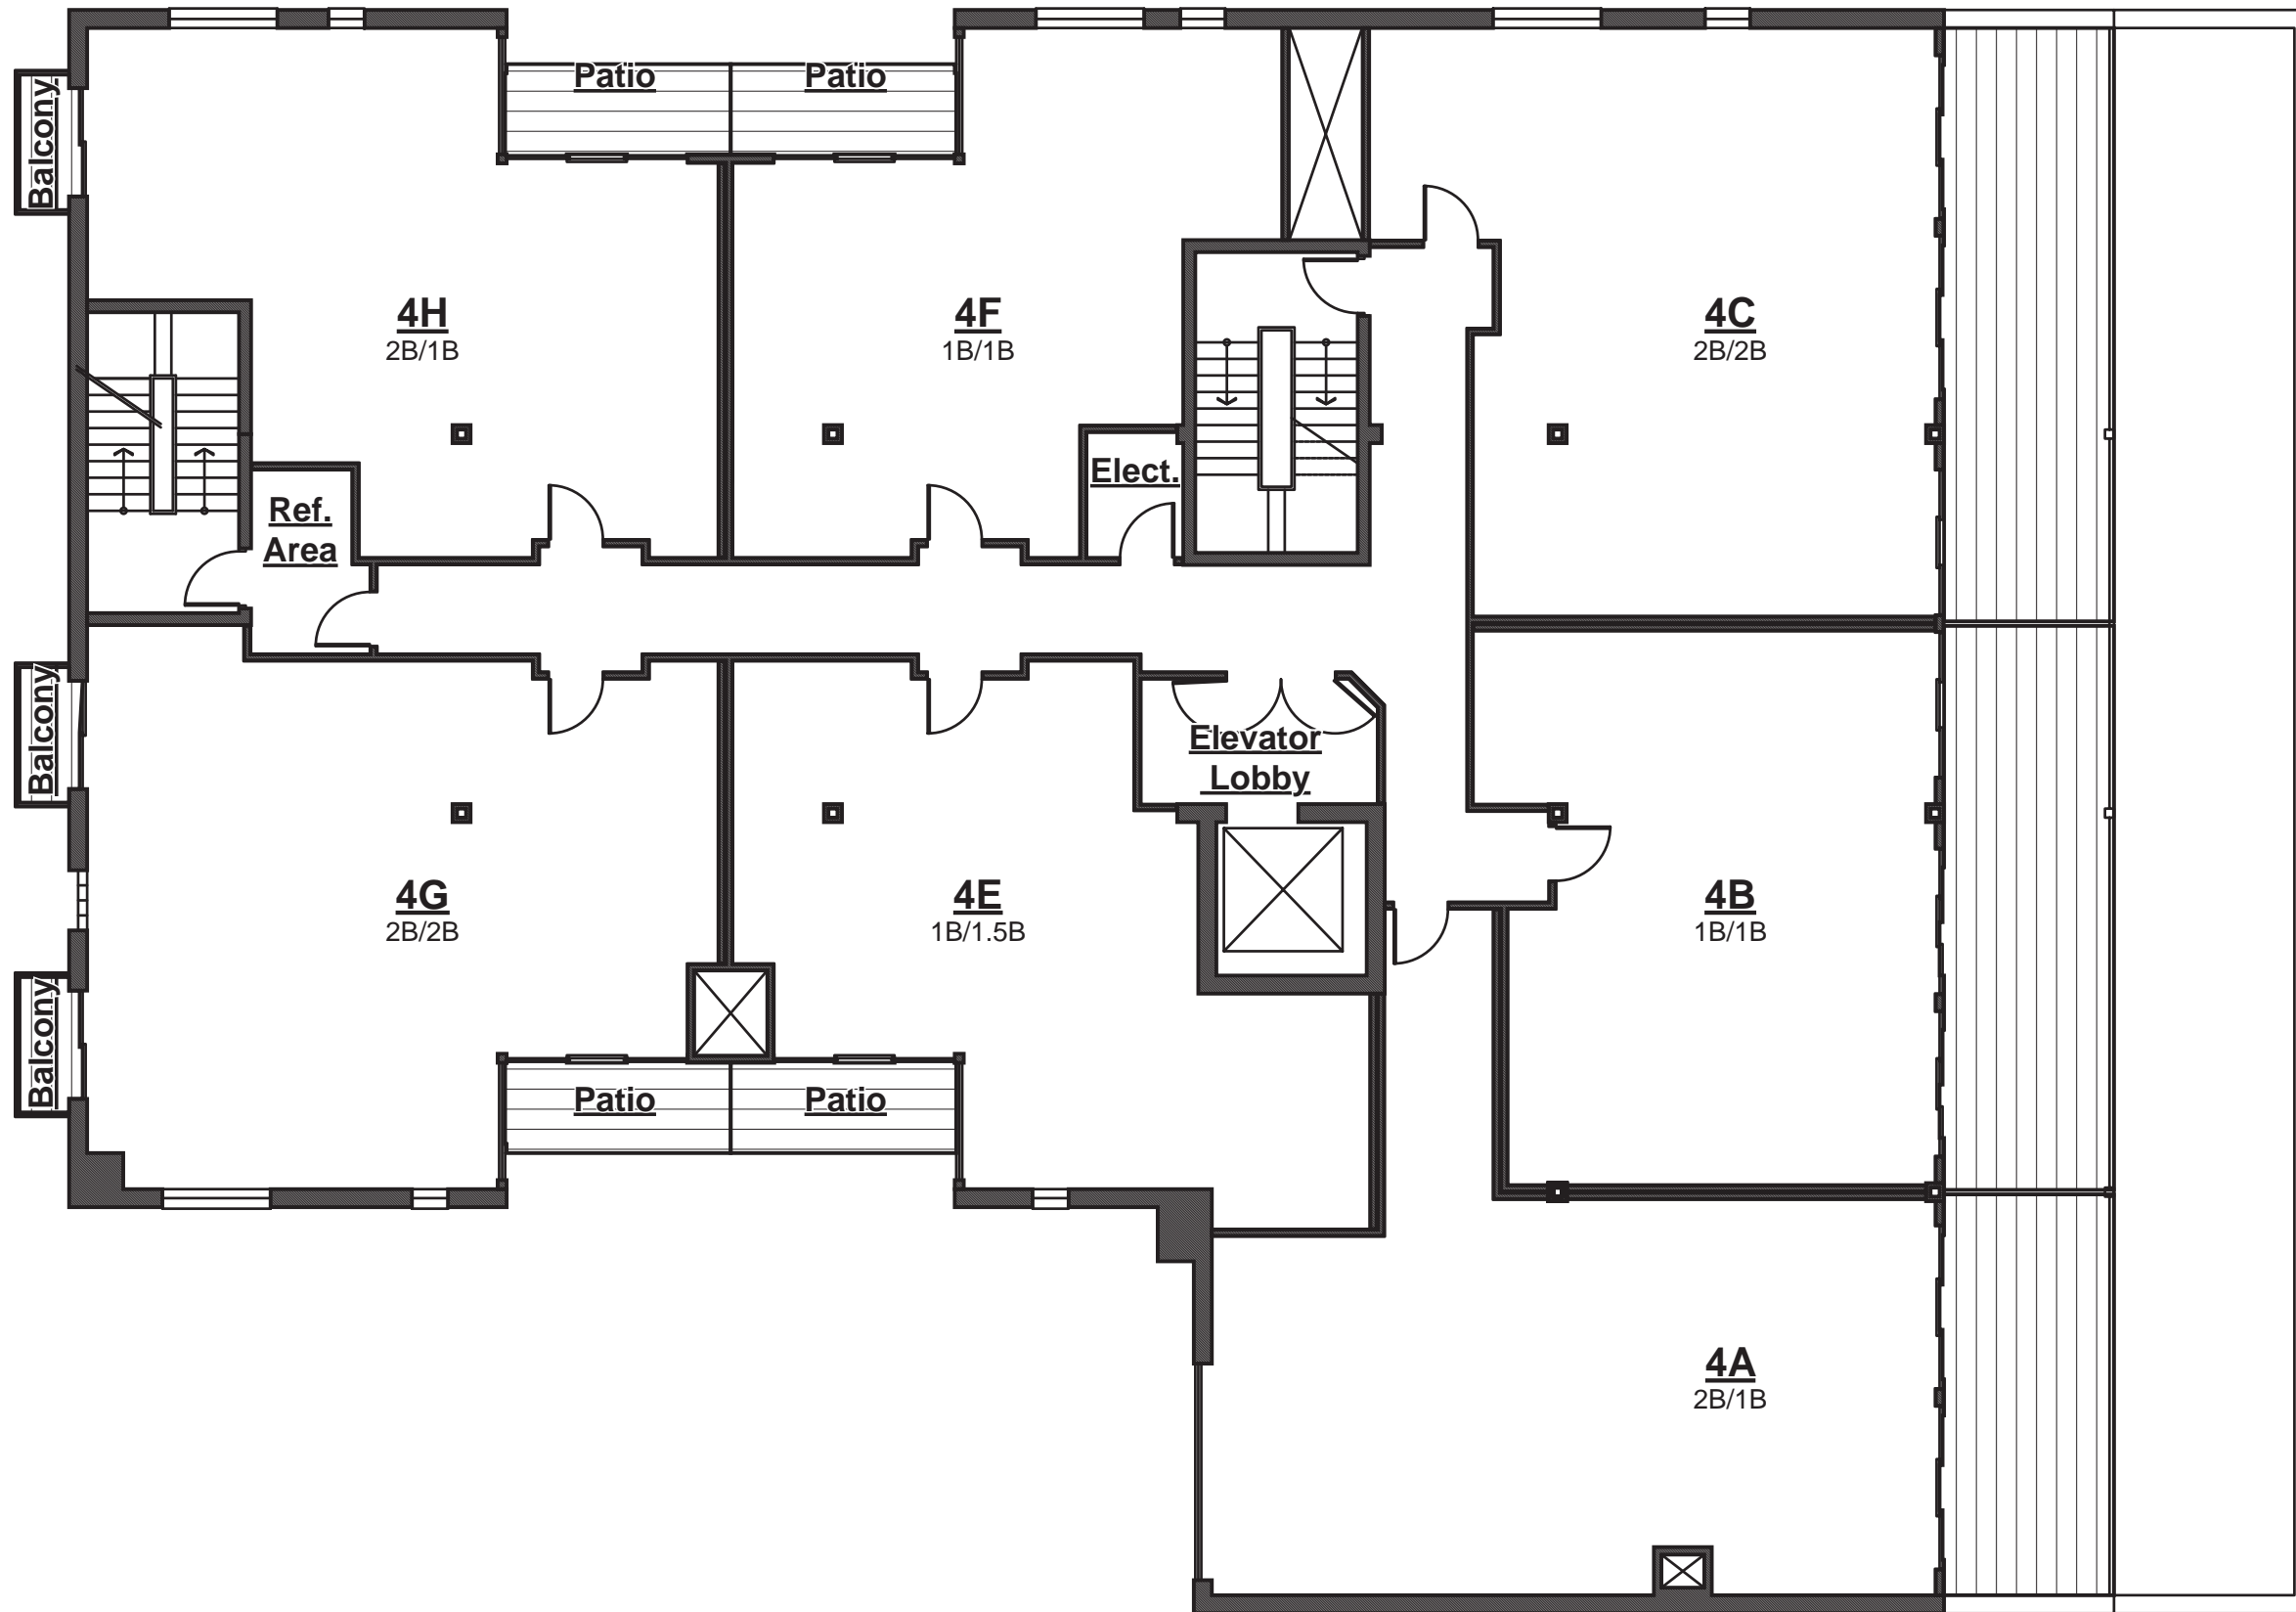 Patio
Patio
Balcony
4H
2B/1B
4F
1B/1B
4C
2B/2B
Elect.
Ref.
Area
Balcony
Elevator
Lobby
4G
2B/2B
4E
1B/1.5B
4B
1B/1B
Balcony
Patio
Patio
4A
2B/1B